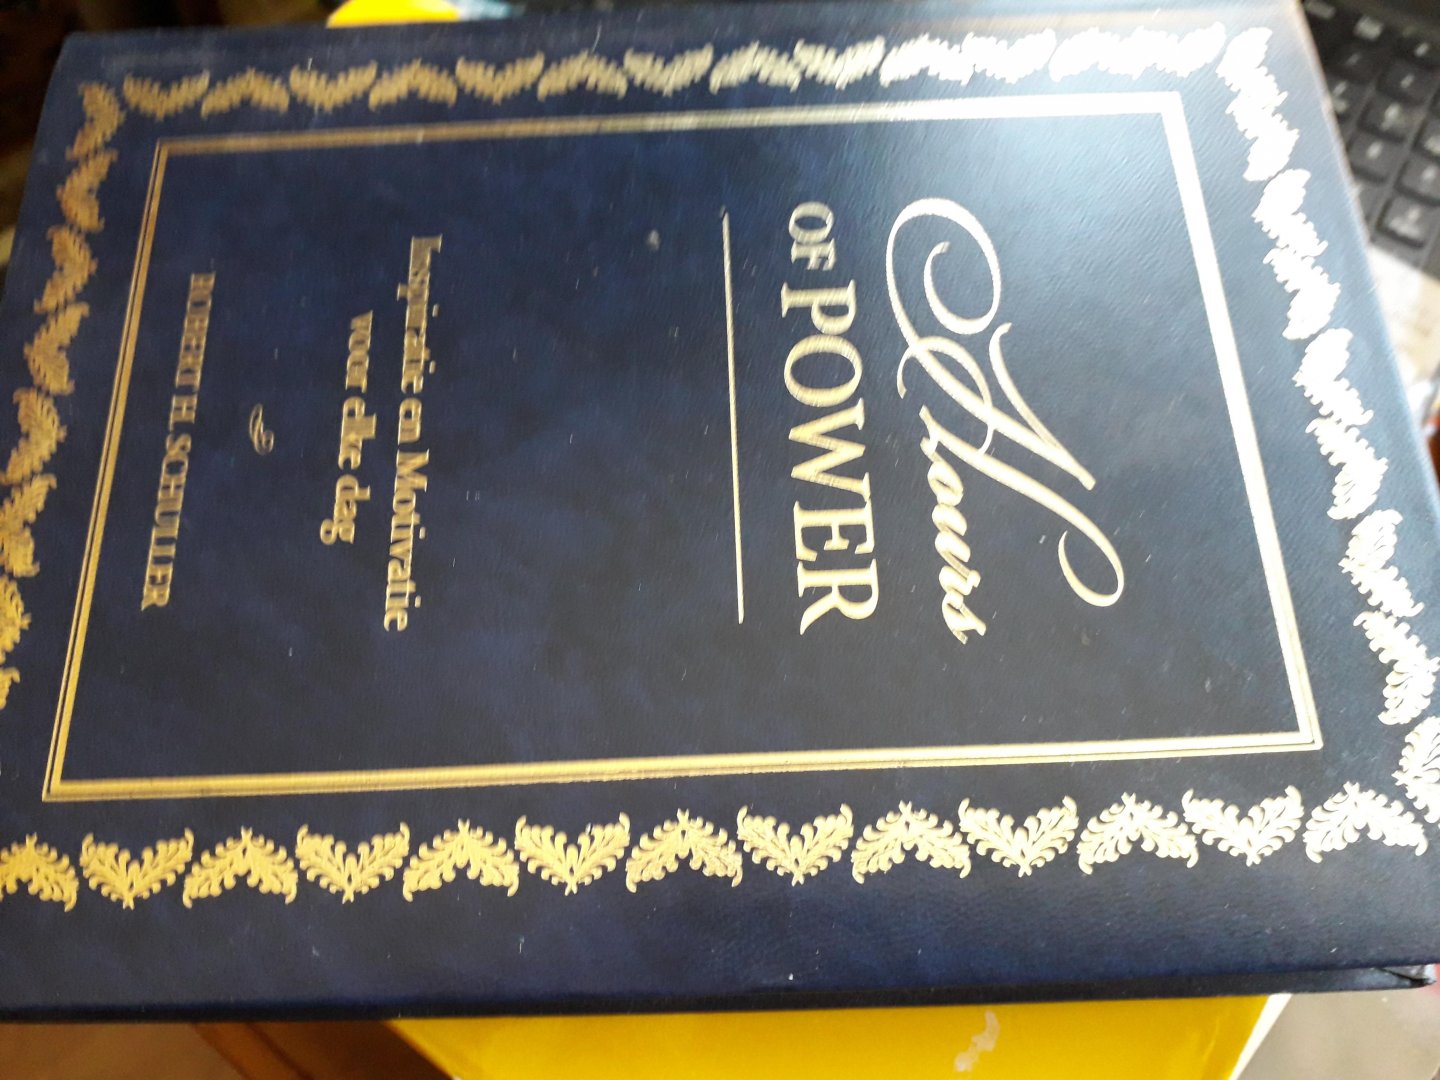 Hours
OF POWER
Inspiratie en Motivatie
voor elke dag
ROBERT H. SCHULLER